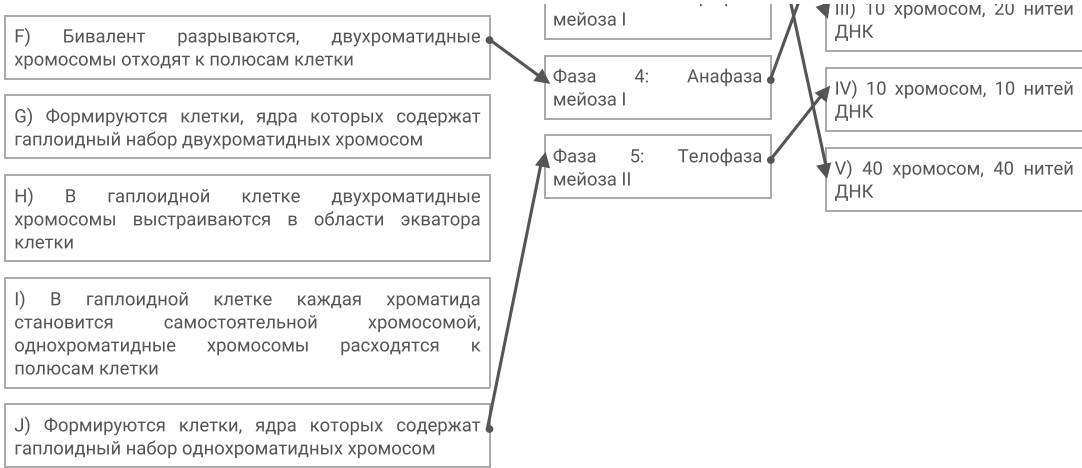 F) Бивалент разрываются, двухроматидные
хромосомы отходят к полюсам клетки
G) Формируются клетки, ядра которых содержат
гаплоидный набор двухроматидных хромосом
H) В гаплоидной клетке двухроматидные
хромосомы выстраиваются в области экватора
клетки
I) В гаплоидной клетке каждая хроматида
становится самостоятельной хромосомой,
однохроматидные хромосомы расходятся к
полюсам клетки
J) Формируются клетки, ядра которых содержат
гаплоидный набор однохроматидных хромосом
мейоза I
Фаза 4: Анафаза
мейоза I
Фаза 5: Телофаза
мейоза II
III) 10 хромосом, 20 нитей
ДНК
IV) 10 хромосом, 10 нитей
ДНК
V) 40 хромосом, 40 нитей
ДНК